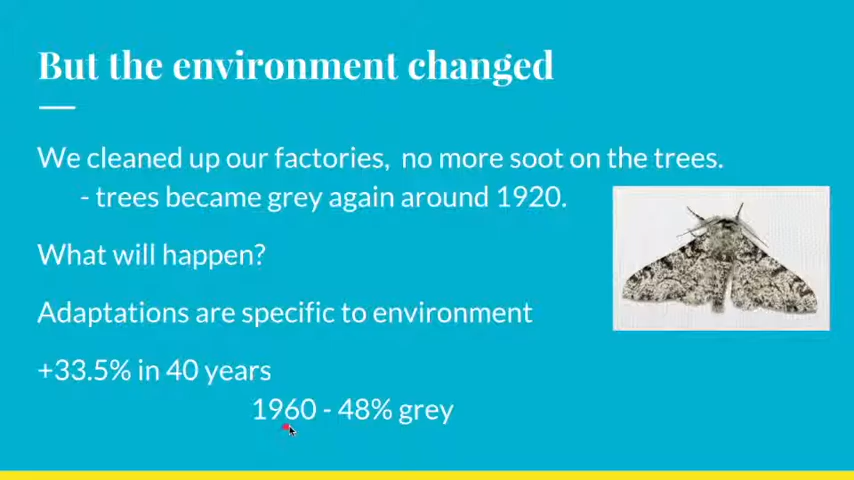 But the environment changed
We cleaned up our factories, no more soot on the trees.
- trees became grey again around 1920.
What will happen?
Adaptations are specific to environment
+33.5% in 40 years
1960 - 48% grey